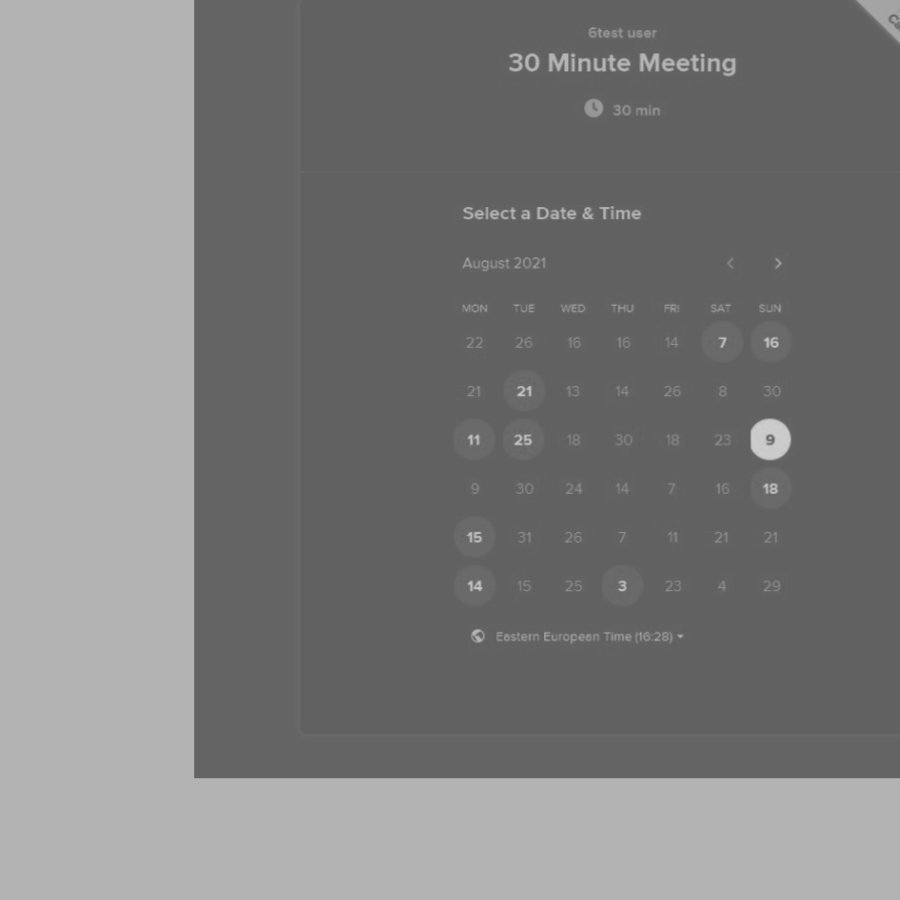 6test user
30 Minute Meeting
30 min
Select a Date & Time
August 2021
MON TUE WED THU FRI SAT SUN
22 26 16 16 14 7 16
21 21 13 14 26 8 30
11 25 18 30 18 23 9
9 30 24 14 7 16 18
15 31 26 7 11 21 21
14 15 25 3 23 4 29
Eastern European Time (16:28)